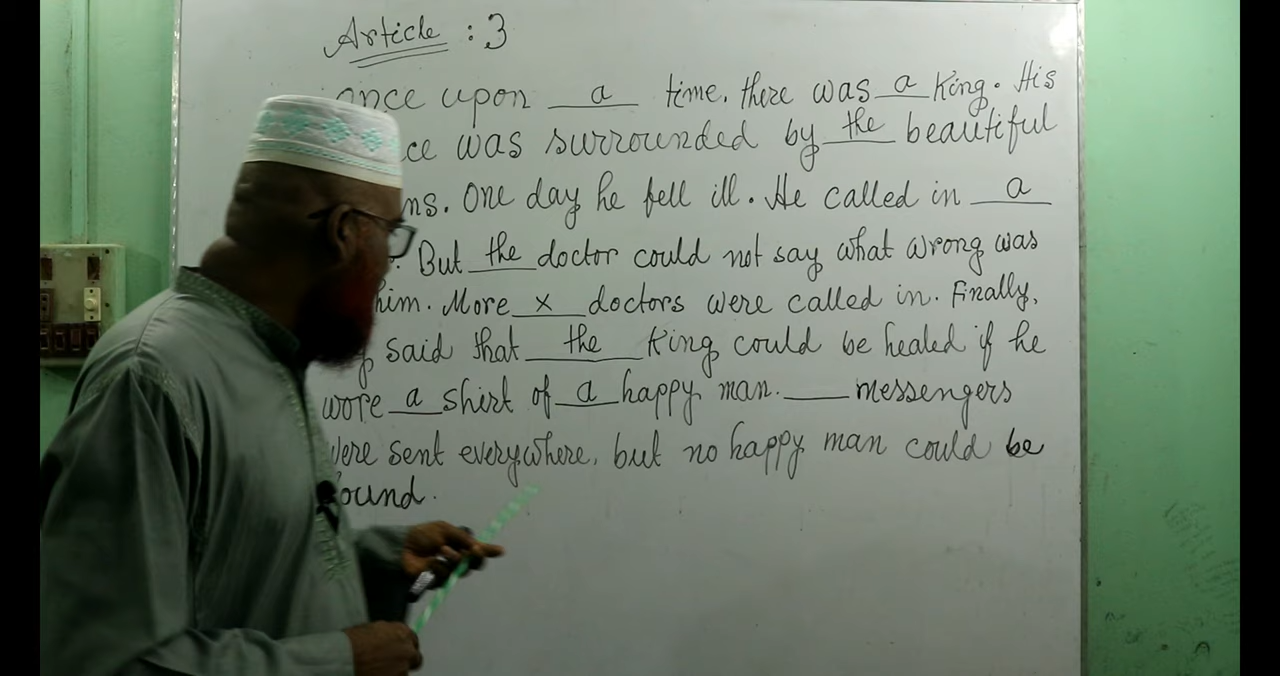 Article : 3
once upon a time, there was a King. His
ce was surrounded by the beautiful
ns. One day he fell ill. He called in a
. But the doctor could not say what wrong was
him. More x doctors were called in. Finally,
said that the King could be healed if he
wore a shirt of a happy man. ___ messengers
were sent everywhere, but no happy man could be
found.